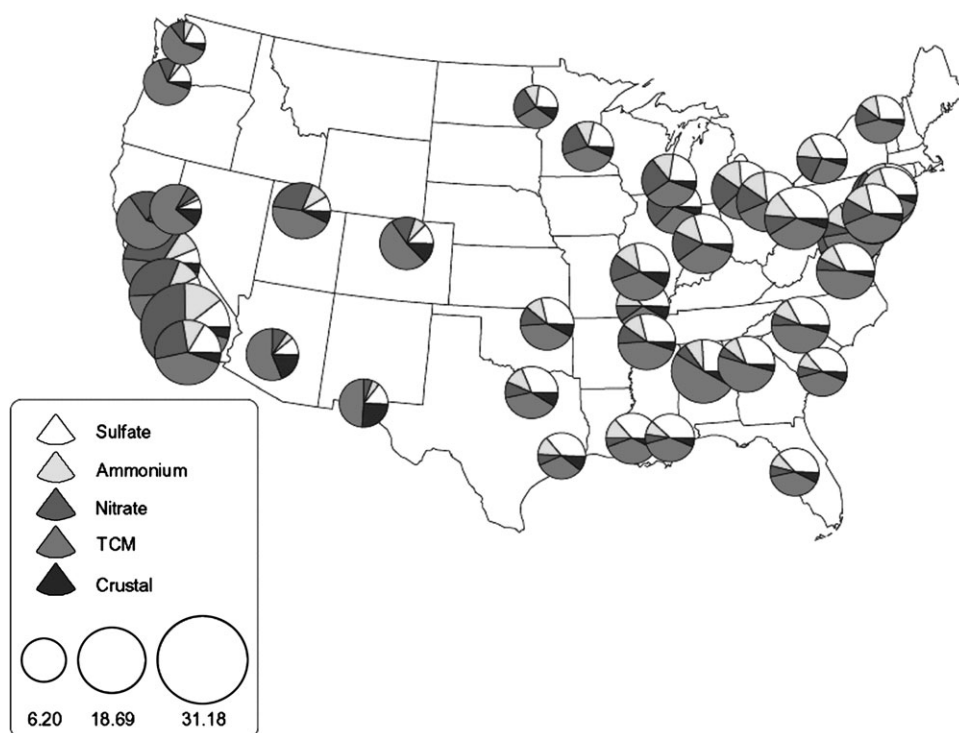 Sulfate
Ammonium
Nitrate
TCM
Crustal
6.20 18.69 31.18